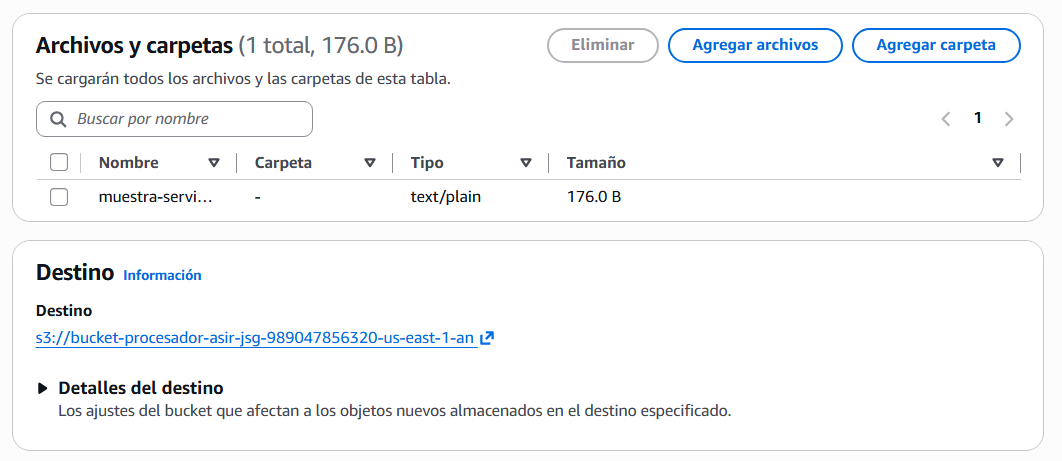 Archivos y carpetas (1 total, 176.0 B)
Eliminar
Agregar archivos
Agregar carpeta
Se cargarán todos los archivos y las carpetas de esta tabla.
Buscar por nombre
1
Nombre Carpeta Tipo Tamaño
muestra-servi... - text/plain 176.0 B
Destino Información
Destino
s3://bucket-procesador-asir-jsg-989047856320-us-east-1-an
Detalles del destino
Los ajustes del bucket que afectan a los objetos nuevos almacenados en el destino especificado.